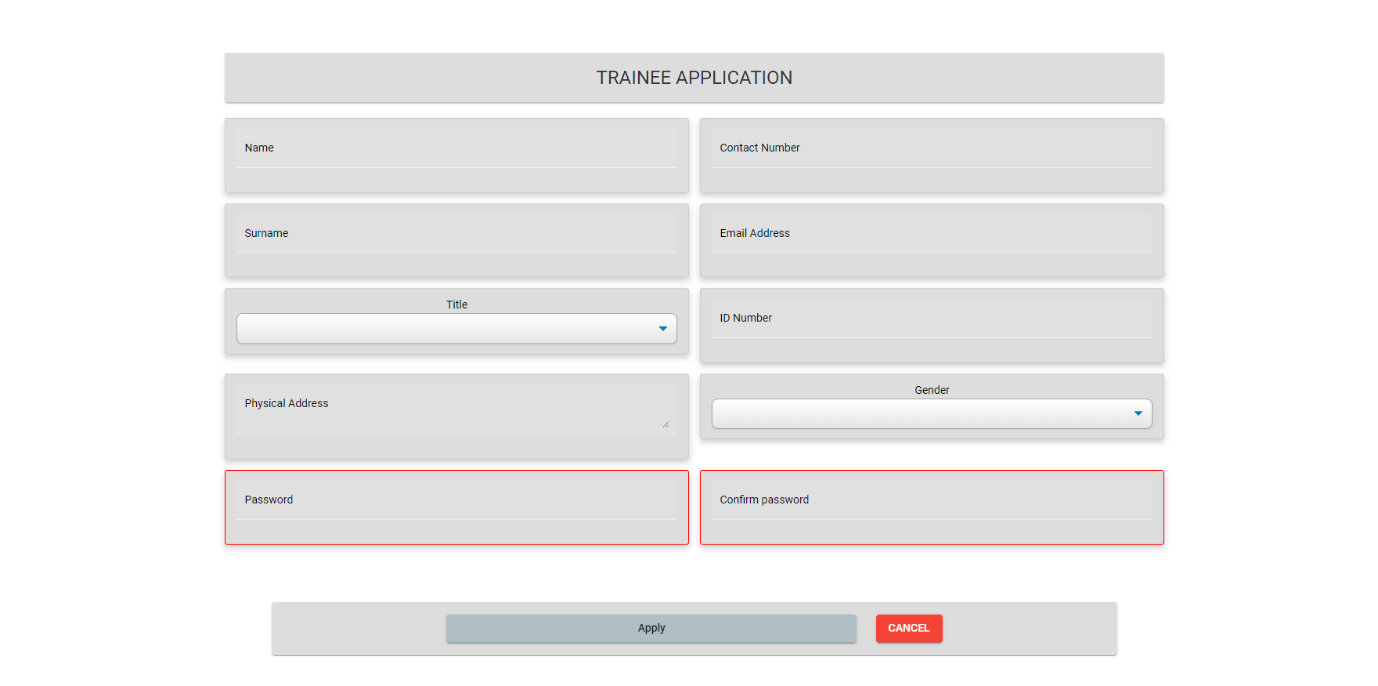 TRAINEE APPLICATION
Name
Contact Number
Surname
Email Address
Title
ID Number
Physical Address
Gender
Password
Confirm password
Apply
CANCEL